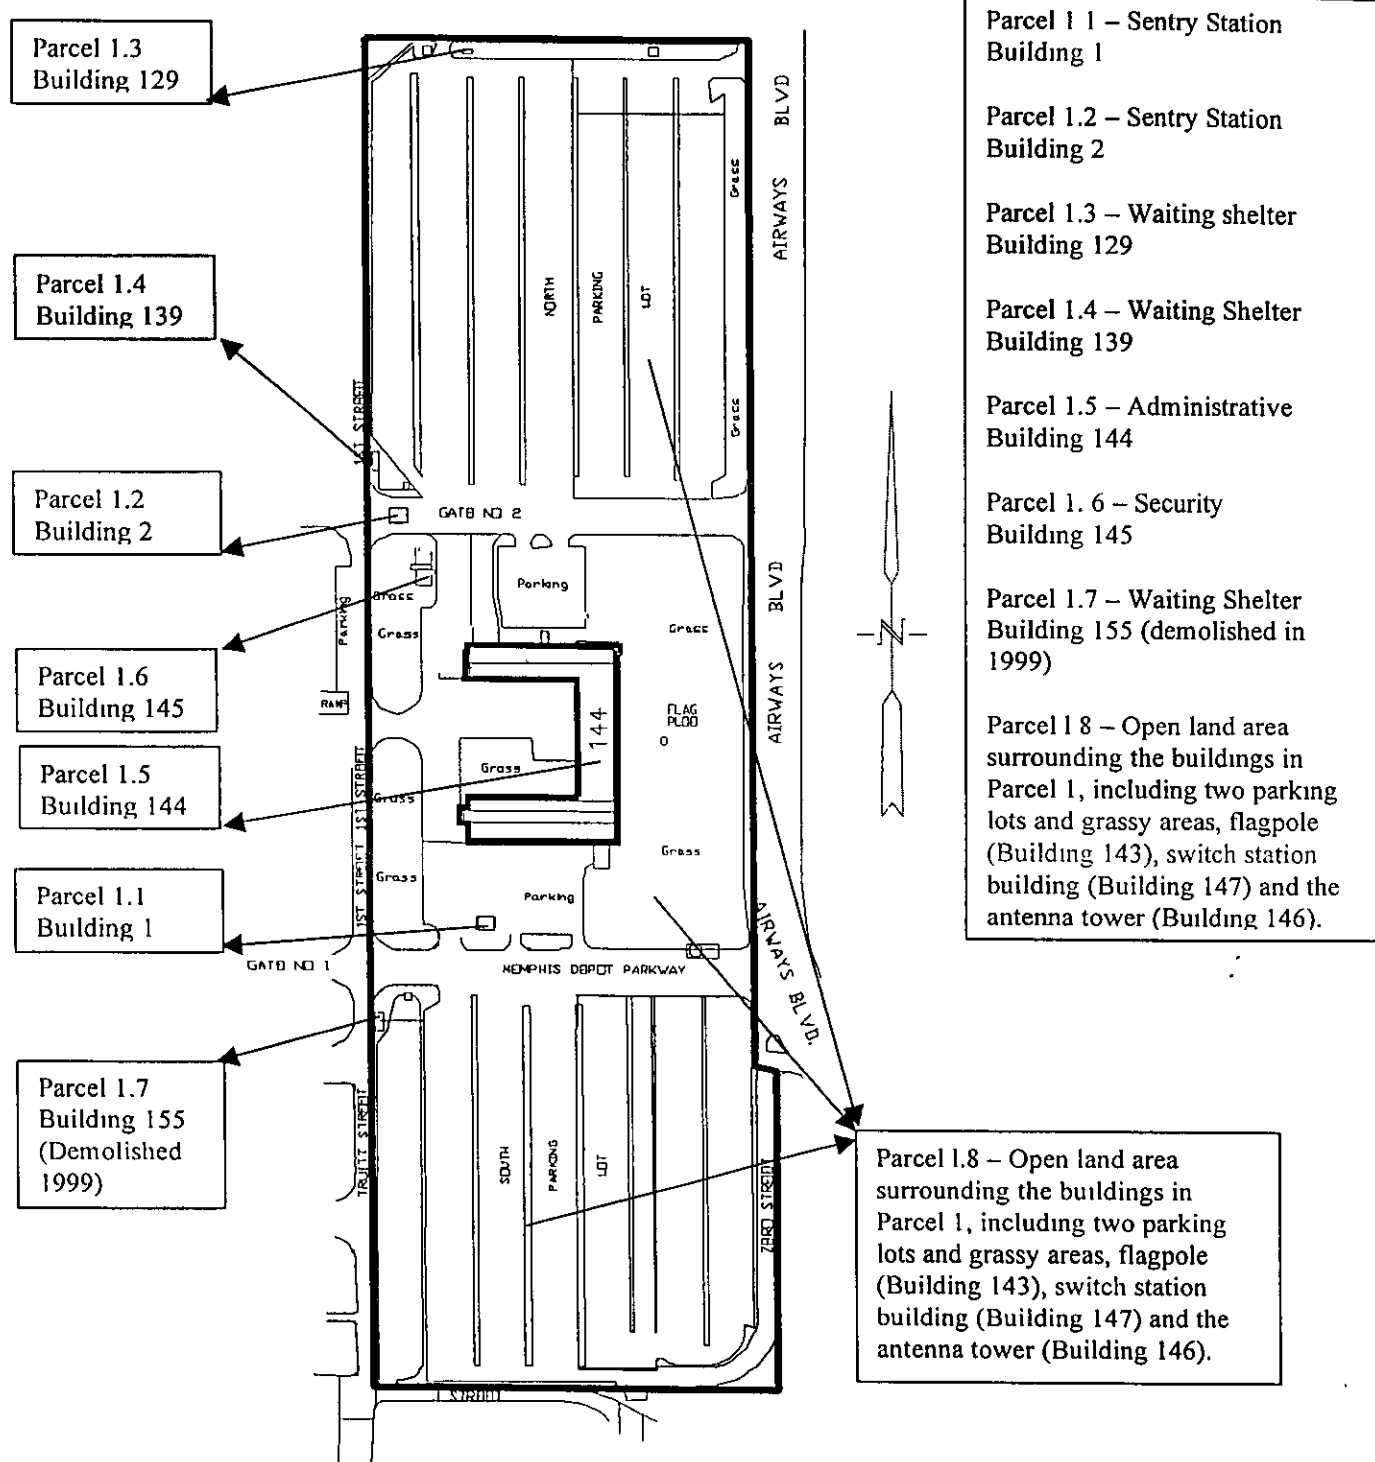 Parcel 1.3
Building 129
Parcel 1.4
Building 139
Parcel 1.2
Building 2
Parcel 1.6
Building 145
Parcel 1.5
Building 144
Parcel 1.1
Building 1
Parcel 1.7
Building 155
(Demolished
1999)
AIRWAYS BLVD
Grass
Grass
NORTH
PARKING
LOT
1ST STREET
GATE NO 2
Parking
Parking
Grass
Grass
Grass
RAMP
144
FLAG
O
AIRWAYS BLVD
Grass
Grass
Grass
Grass
1ST STREET
1ST STREET
Parking
GATE NO 1
MEMPHIS DEPOT PARKWAY
AIRWAYS BLVD.
SOUTH
PARKING
LOT
TRUITT STREET
ZERO STREET
STREET
N
Parcel 1 1 – Sentry Station
Building 1
Parcel 1.2 – Sentry Station
Building 2
Parcel 1.3 – Waiting shelter
Building 129
Parcel 1.4 – Waiting Shelter
Building 139
Parcel 1.5 – Administrative
Building 144
Parcel 1. 6 – Security
Building 145
Parcel 1.7 – Waiting Shelter
Building 155 (demolished in
1999)
Parcel 1 8 – Open land area
surrounding the buildings in
Parcel 1, including two parking
lots and grassy areas, flagpole
(Building 143), switch station
building (Building 147) and the
antenna tower (Building 146).
Parcel 1.8 – Open land area
surrounding the buildings in
Parcel 1, including two parking
lots and grassy areas, flagpole
(Building 143), switch station
building (Building 147) and the
antenna tower (Building 146).